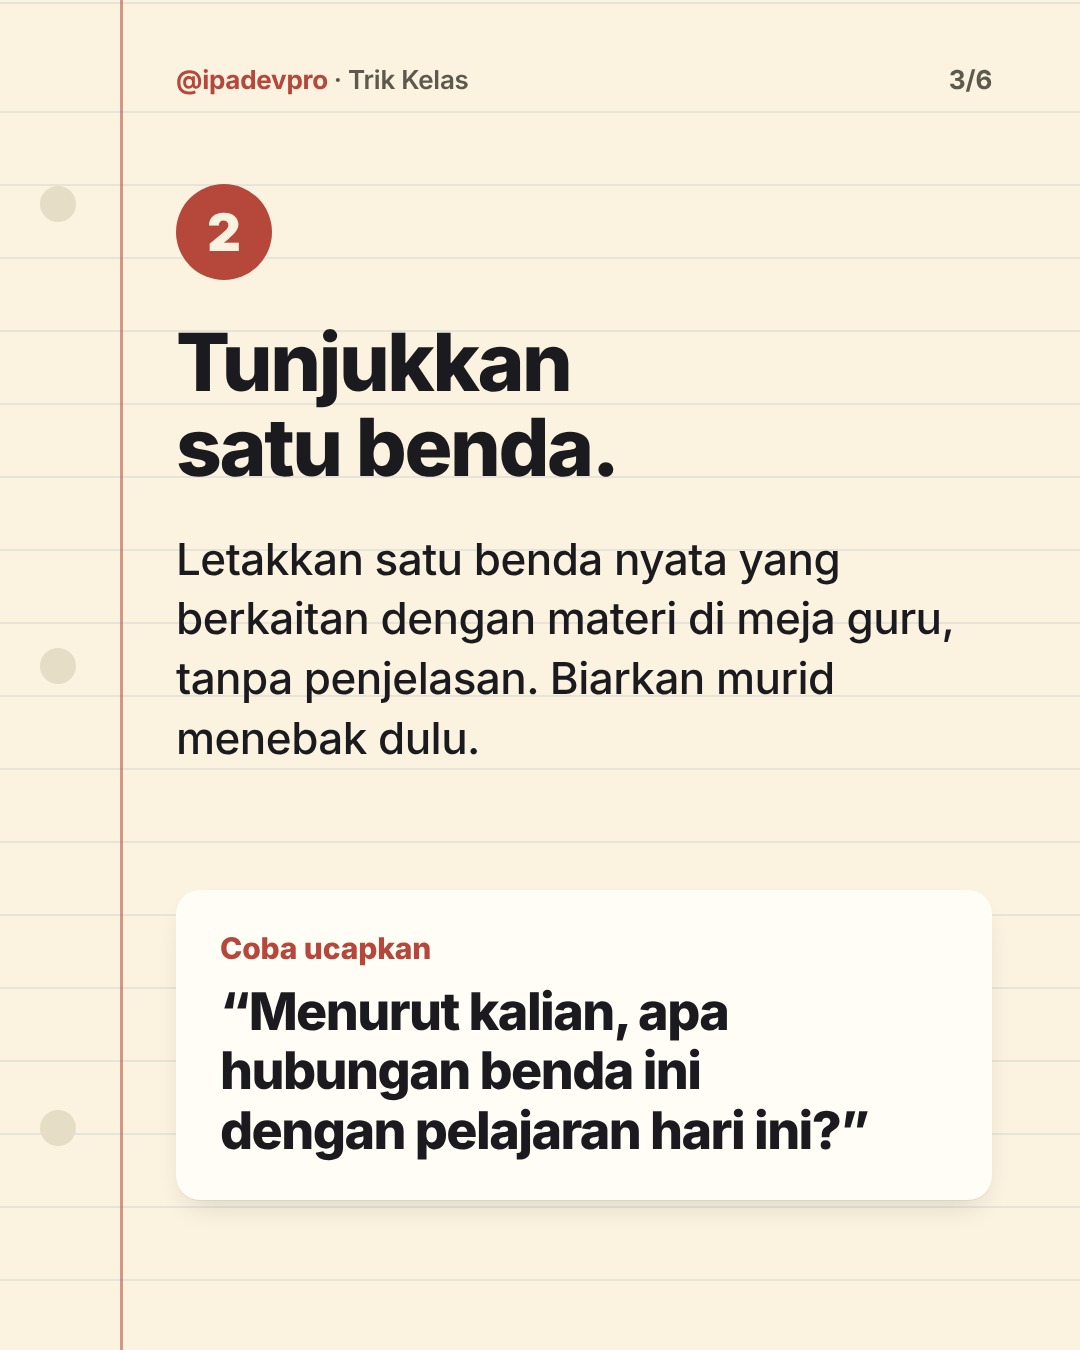 @ipadevpro · Trik Kelas
3/6
2
Tunjukkan
satu benda.
Letakkan satu benda nyata yang
berkaitan dengan materi di meja guru,
tanpa penjelasan. Biarkan murid
menebak dulu.
Coba ucapkan
“Menurut kalian, apa
hubungan benda ini
dengan pelajaran hari ini?”